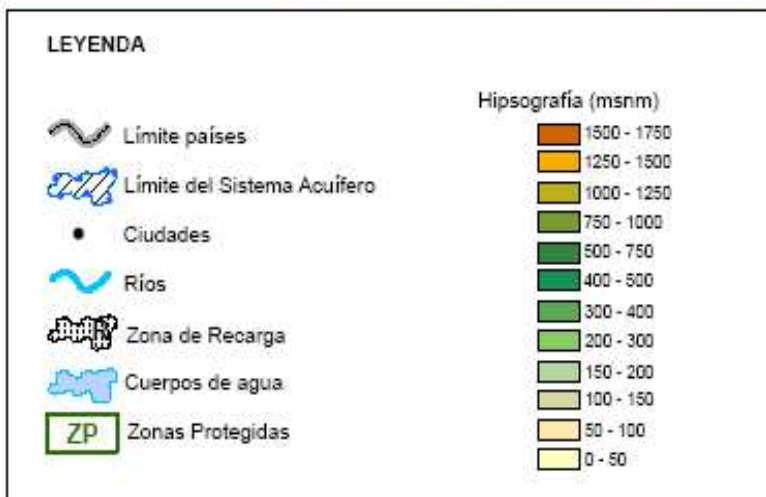 LEYENDA
Límite países
Límite del Sistema Acuífero
Ciudades
Ríos
R
Zona de Recarga
Cuerpos de agua
ZP
Zonas Protegidas
Hipsografía (msnm)
1500 - 1750
1250 - 1500
1000 - 1250
750 - 1000
500 - 750
400 - 500
300 - 400
200 - 300
150 - 200
100 - 150
50 - 100
0 - 50